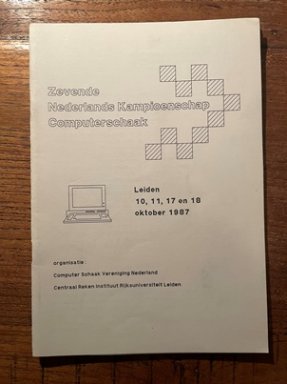 Zevende
Nederlands Kampioenschap
Computerschaak
Leiden
10, 11, 17 en 18
oktober 1987
organisatie:
Computer Schaak Vereniging Nederland
Centraal Reken Instituut Rijksuniversiteit Leiden